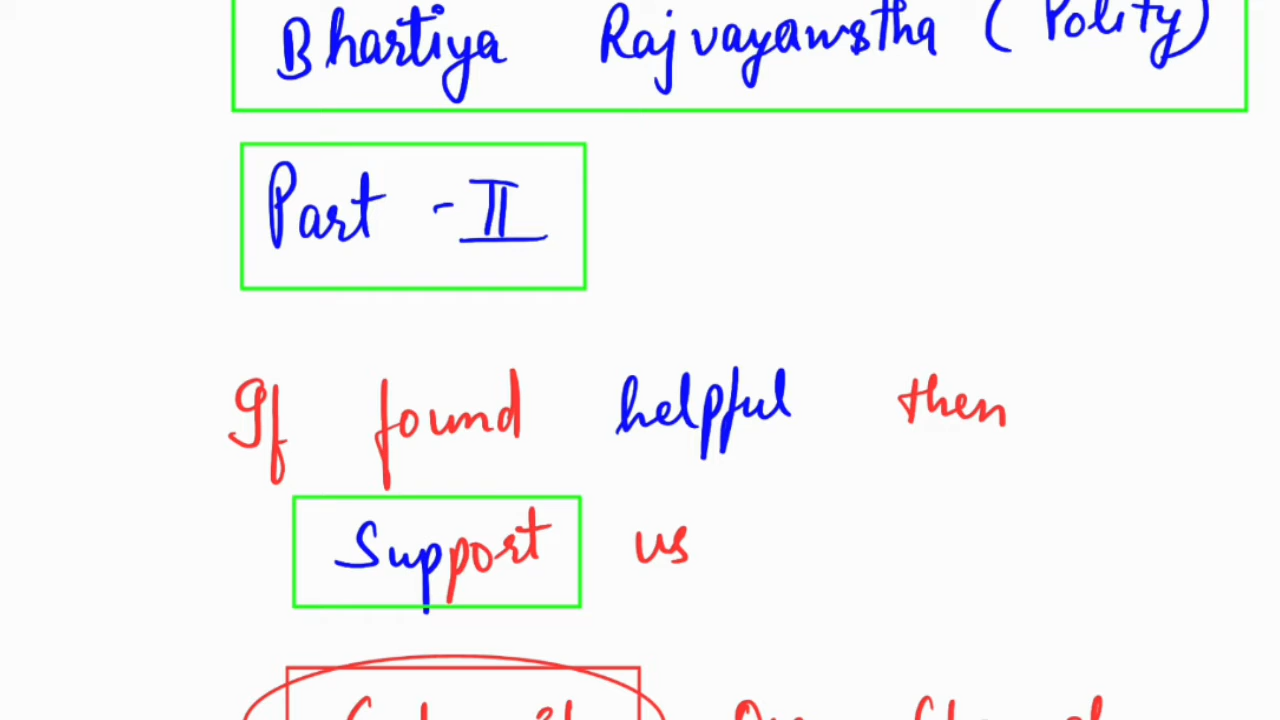 Bhartiya Rajvayawstha (Polity)
Part - II
If found helpful then
Support us